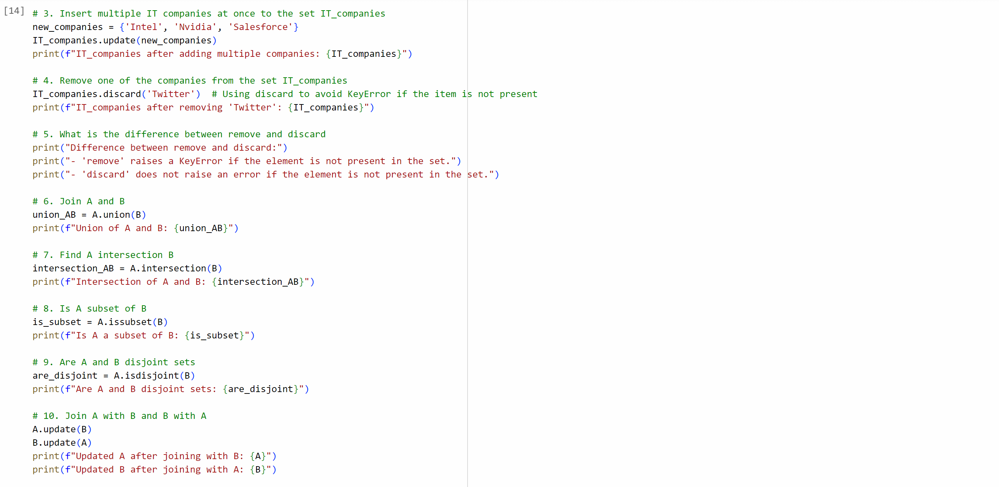 [14]
# 3. Insert multiple IT companies at once to the set IT_companies
new_companies = {'Intel', 'Nvidia', 'Salesforce'}
IT_companies.update(new_companies)
print(f"IT_companies after adding multiple companies: {IT_companies}")
# 4. Remove one of the companies from the set IT_companies
IT_companies.discard('Twitter')  # Using discard to avoid KeyError if the item is not present
print(f"IT_companies after removing 'Twitter': {IT_companies}")
# 5. What is the difference between remove and discard
print("Difference between remove and discard:")
print("- 'remove' raises a KeyError if the element is not present in the set.")
print("- 'discard' does not raise an error if the element is not present in the set.")
# 6. Join A and B
union_AB = A.union(B)
print(f"Union of A and B: {union_AB}")
# 7. Find A intersection B
intersection_AB = A.intersection(B)
print(f"Intersection of A and B: {intersection_AB}")
# 8. Is A subset of B
is_subset = A.issubset(B)
print(f"Is A a subset of B: {is_subset}")
# 9. Are A and B disjoint sets
are_disjoint = A.isdisjoint(B)
print(f"Are A and B disjoint sets: {are_disjoint}")
# 10. Join A with B and B with A
A.update(B)
B.update(A)
print(f"Updated A after joining with B: {A}")
print(f"Updated B after joining with A: {B}")